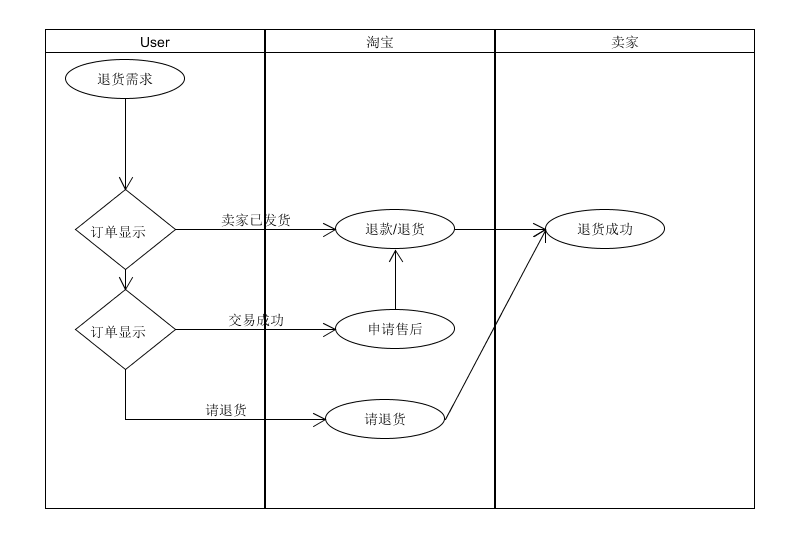 User
淘宝
卖家
退货需求
订单显示
卖家已发货
退款/退货
退货成功
订单显示
交易成功
申请售后
请退货
请退货